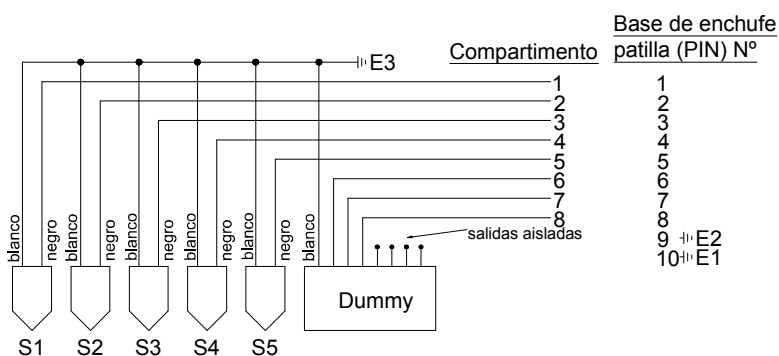 Base de enchufe
Compartimento patilla (PIN) Nº
E3
1 1
2 2
3 3
4 4
5 5
6 6
7 7
8 8
salidas aisladas
9 E2
10 E1
blanco negro blanco negro blanco negro blanco negro blanco negro blanco
Dummy
S1 S2 S3 S4 S5